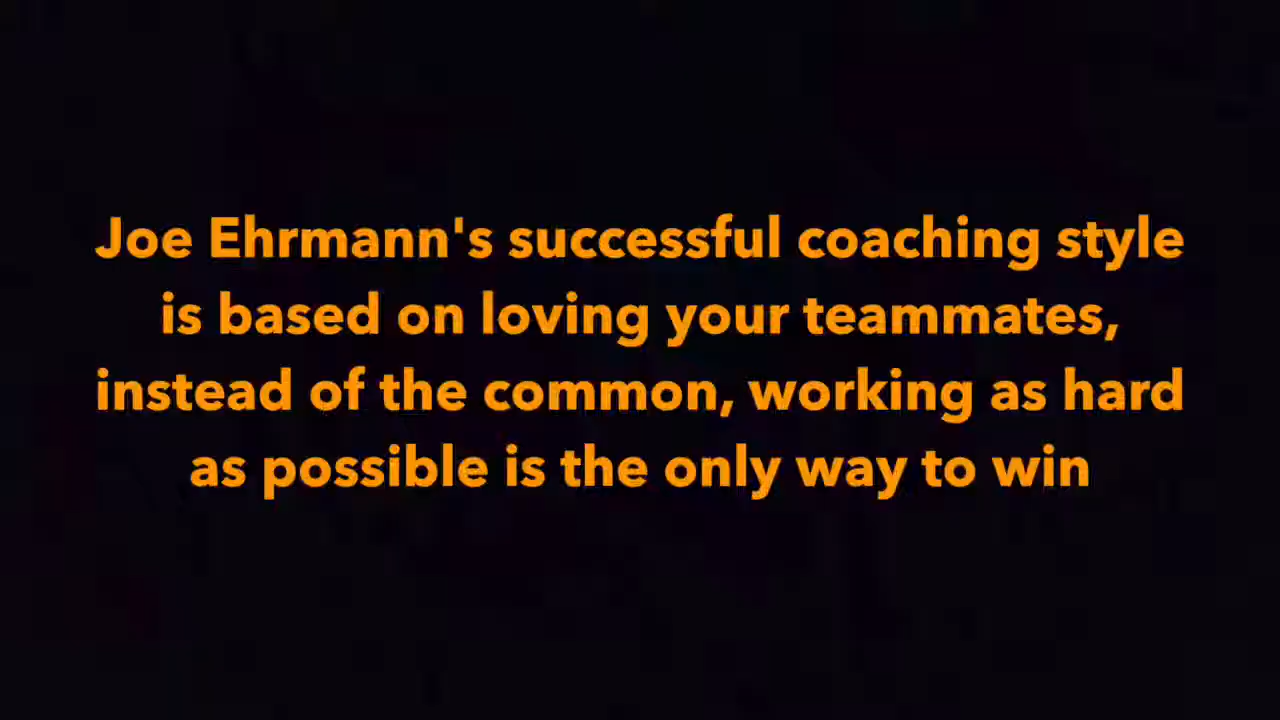 Joe Ehrmann's successful coaching style
is based on loving your teammates,
instead of the common, working as hard
as possible is the only way to win